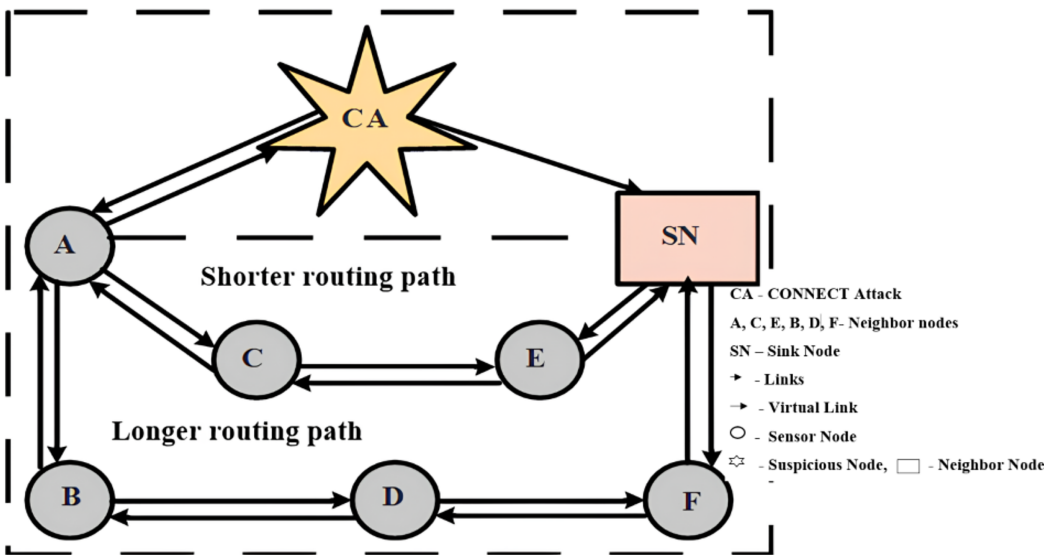 CA
A
SN
Shorter routing path
C
E
Longer routing path
B
D
F
CA - CONNECT Attack
A, C, E, B, D, F- Neighbor nodes
SN – Sink Node
- Links
- Virtual Link
- Sensor Node
- Suspicious Node, - Neighbor Node